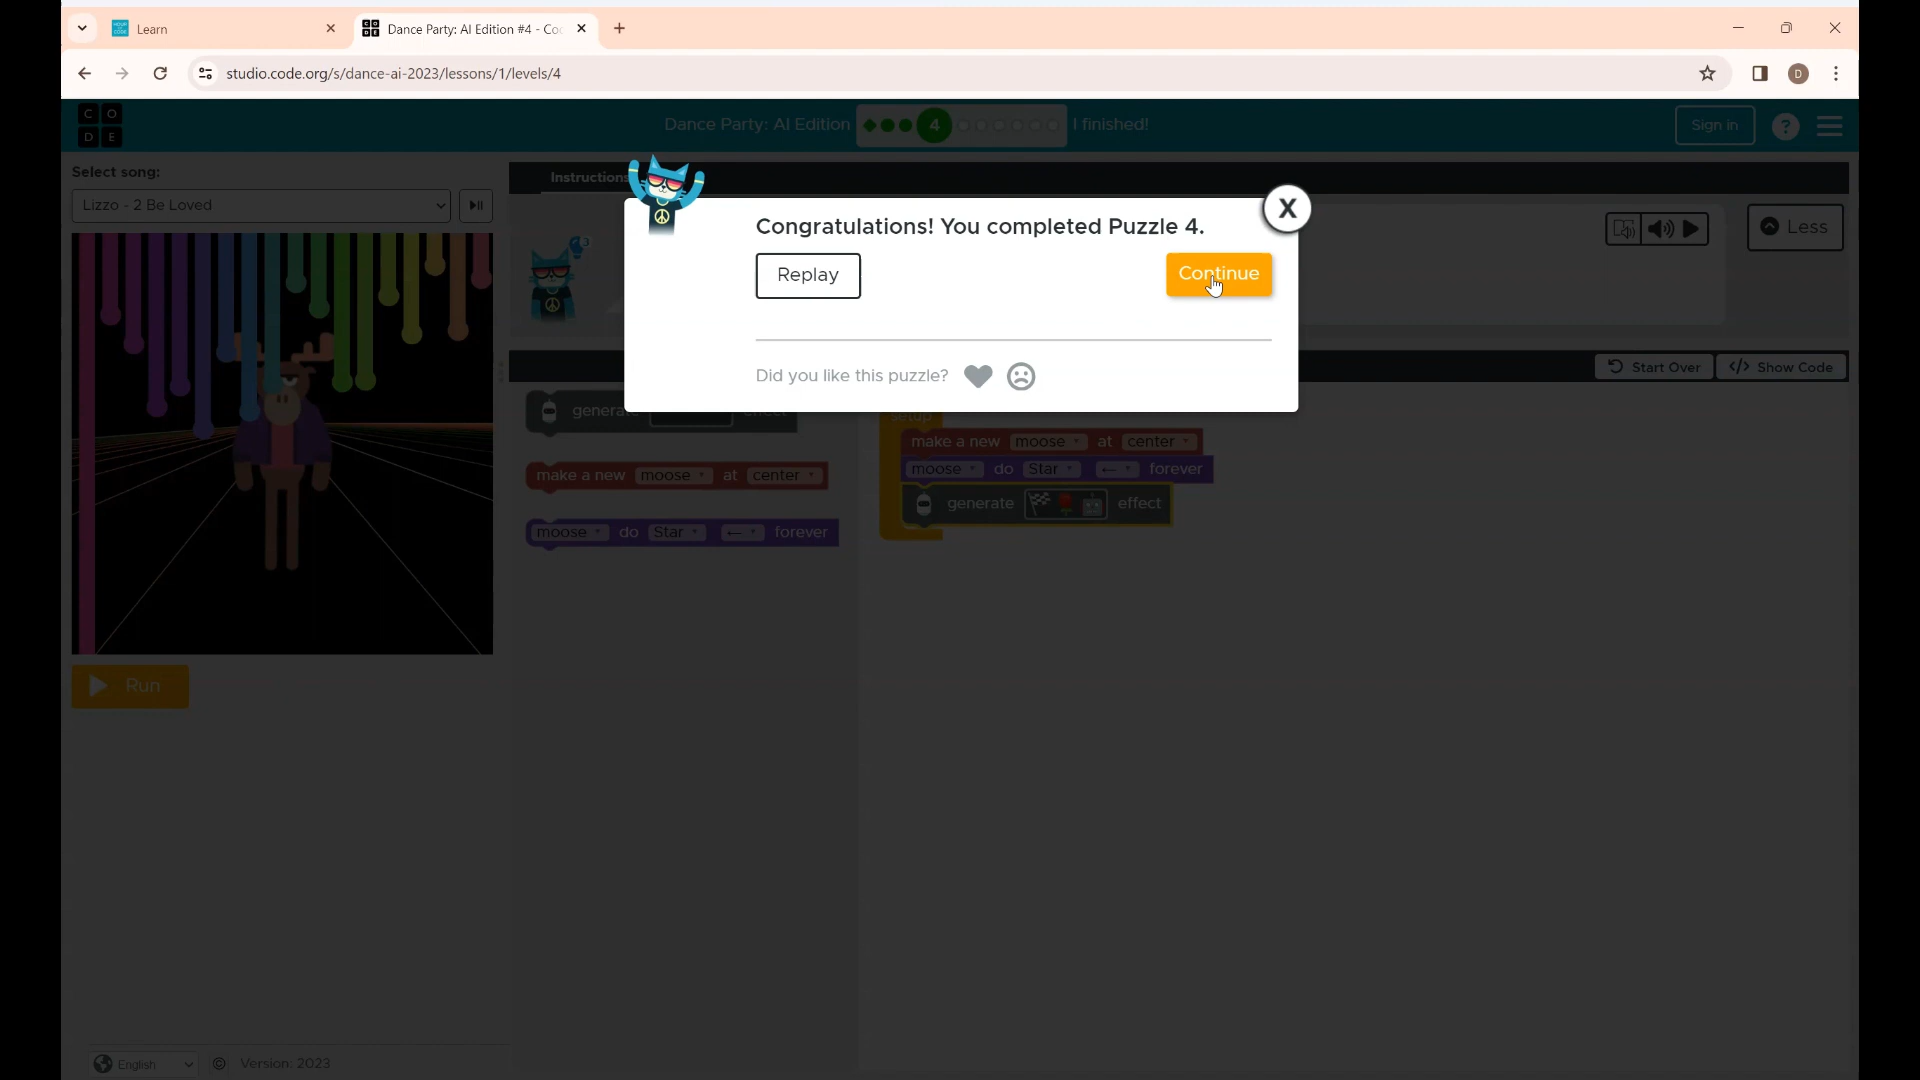 Learn
Dance Party: AI Edition #4 - Co
studio.code.org/s/dance-ai-2023/lessons/1/levels/4
D
C O
D E
Dance Party: AI Edition
4
I finished!
Sign in
?
Select song:
Lizzo - 2 Be Loved
Instructions
Less
Congratulations! You completed Puzzle 4.
X
Replay
Continue
Did you like this puzzle?
Start Over
Show Code
generate
effect
setup
make a new moose at center
moose do Star ← forever
generate effect
make a new moose at center
moose do Star ← forever
Run
English
© Version: 2023